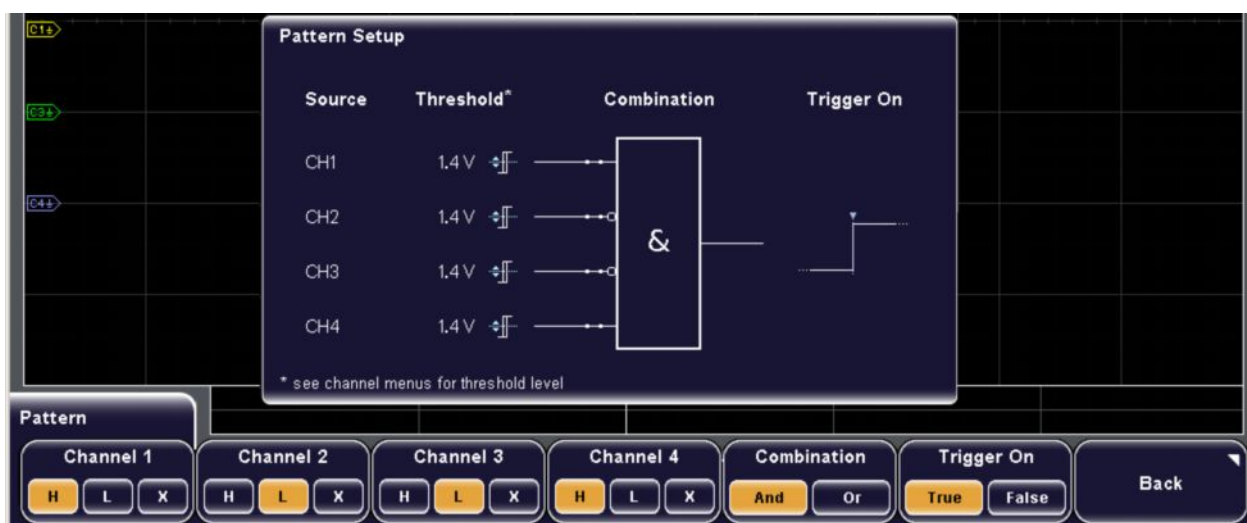 C1
Pattern Setup
Source Threshold* Combination Trigger On
C3
CH1 1.4 V
C4
CH2 1.4 V
&
CH3 1.4 V
CH4 1.4 V
* see channel menus for threshold level
Pattern
Channel 1 Channel 2 Channel 3 Channel 4 Combination Trigger On
H L X H L X H L X H L X And Or True False Back